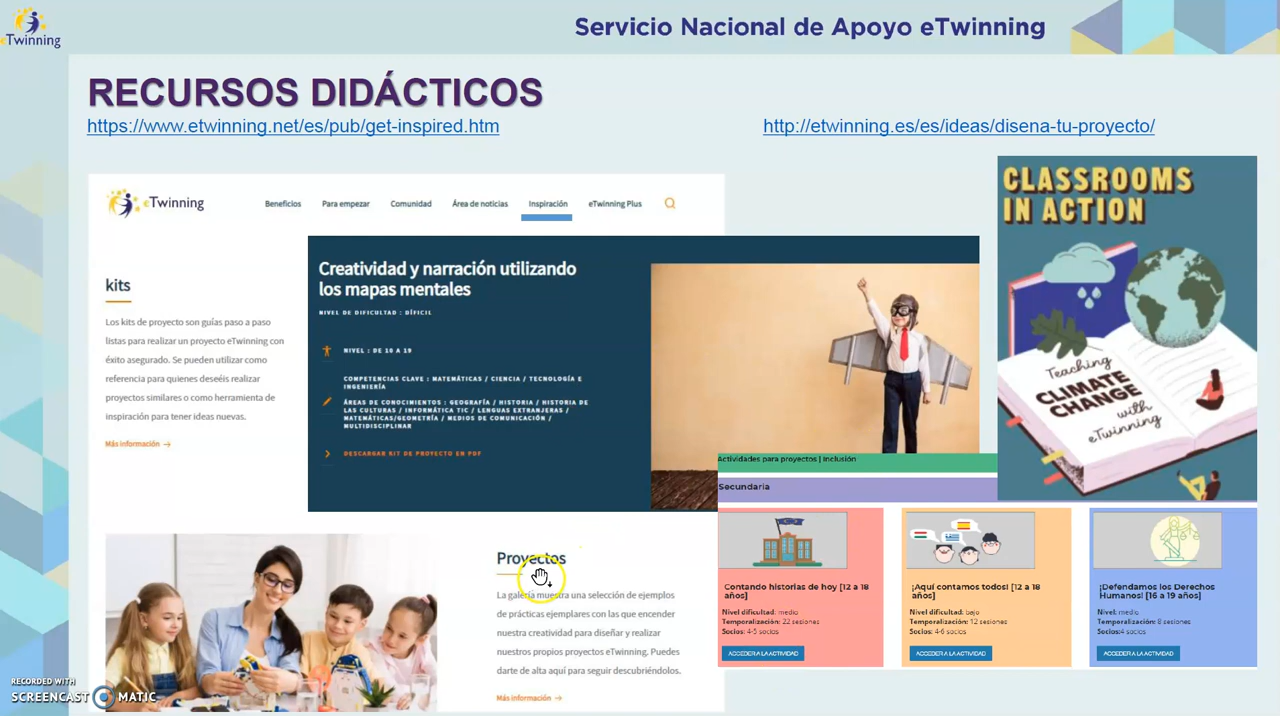 eTwinning
Servicio Nacional de Apoyo eTwinning
RECURSOS DIDÁCTICOS
https://www.etwinning.net/es/pub/get-inspired.htm
http://etwinning.es/es/ideas/disena-tu-proyecto/
eTwinning
Beneficios Para empezar Comunidad Área de noticias Inspiración eTwinning Plus
kits
Los kits de proyecto son guías paso a paso
listas para realizar un proyecto eTwinning con
éxito asegurado. Se pueden utilizar como
referencia para quienes deseéis realizar
proyectos similares o como herramienta de
inspiración para tener ideas nuevas.
Más información →
Creatividad y narración utilizando
los mapas mentales
NIVEL DE DIFICULTAD : DÍFICIL
NIVEL : DE 10 A 19
COMPETENCIAS CLAVE : MATEMÁTICAS / CIENCIA / TECNOLOGÍA E
INGENIERÍA
ÁREAS DE CONOCIMIENTOS : GEOGRAFÍA / HISTORIA / HISTORIA DE
LAS CULTURAS / INFORMÁTICA TIC / LENGUAS EXTRANJERAS /
MATEMÁTICAS/GEOMETRÍA / MEDIOS DE COMUNICACIÓN /
MULTIDISCIPLINAR
DESCARGAR KIT DE PROYECTO EN PDF
CLASSROOMS
IN ACTION
Teaching
CLIMATE
CHANGE
with
eTwinning
Proyectos
La galería muestra una selección de ejemplos
de prácticas ejemplares con las que encender
nuestra creatividad para diseñar y realizar
nuestros propios proyectos eTwinning. Puedes
darte de alta aquí para seguir descubriéndolos.
Más información →
Actividades para proyectos | Inclusión
Secundaria
Contando historias de hoy [12 a 18
años]
Nivel dificultad: medio
Temporalización: 22 sesiones
Socios: 4-5 socios
ACCEDER A LA ACTIVIDAD
¡Aquí contamos todos! [12 a 18
años]
Nivel dificultad: bajo
Temporalización: 12 sesiones
Socios: 4-6 socios
ACCEDER A LA ACTIVIDAD
¡Defendamos los Derechos
Humanos! [16 a 19 años]
Nivel: medio
Temporalización: 8 sesiones
Socios:4 socios
ACCEDER A LA ACTIVIDAD
RECORDED WITH
SCREENCAST MATIC